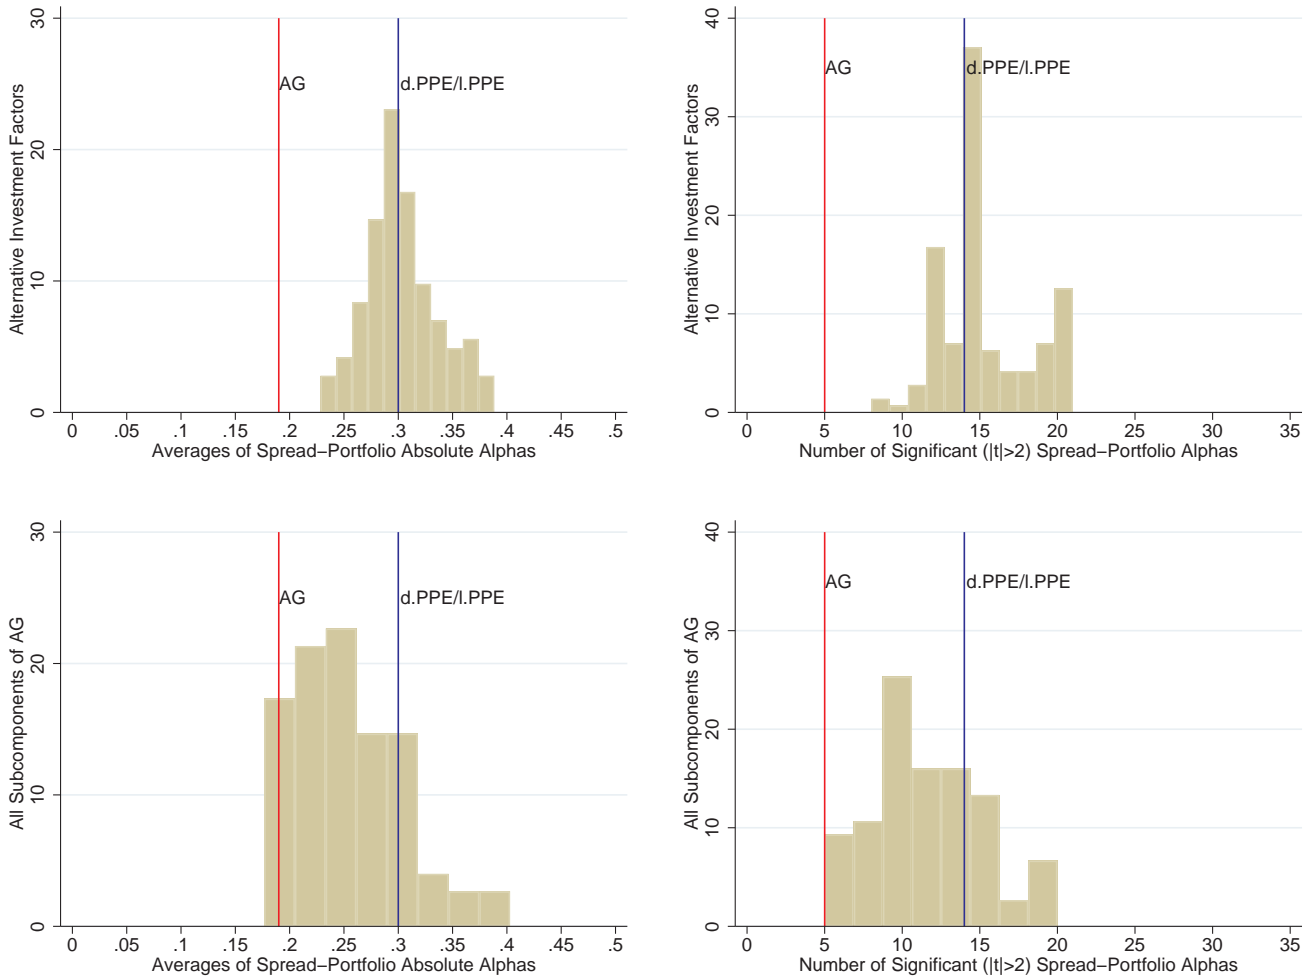 30
20
10
0
Alternative Investment Factors
AG
d.PPE/l.PPE
0 .05 .1 .15 .2 .25 .3 .35 .4 .45 .5
Averages of Spread−Portfolio Absolute Alphas
40
30
20
10
0
Alternative Investment Factors
AG
d.PPE/l.PPE
0 5 10 15 20 25 30 35
Number of Significant (|t|>2) Spread−Portfolio Alphas
30
20
10
0
All Subcomponents of AG
AG
d.PPE/l.PPE
0 .05 .1 .15 .2 .25 .3 .35 .4 .45 .5
Averages of Spread−Portfolio Absolute Alphas
40
30
20
10
0
All Subcomponents of AG
AG
d.PPE/l.PPE
0 5 10 15 20 25 30 35
Number of Significant (|t|>2) Spread−Portfolio Alphas